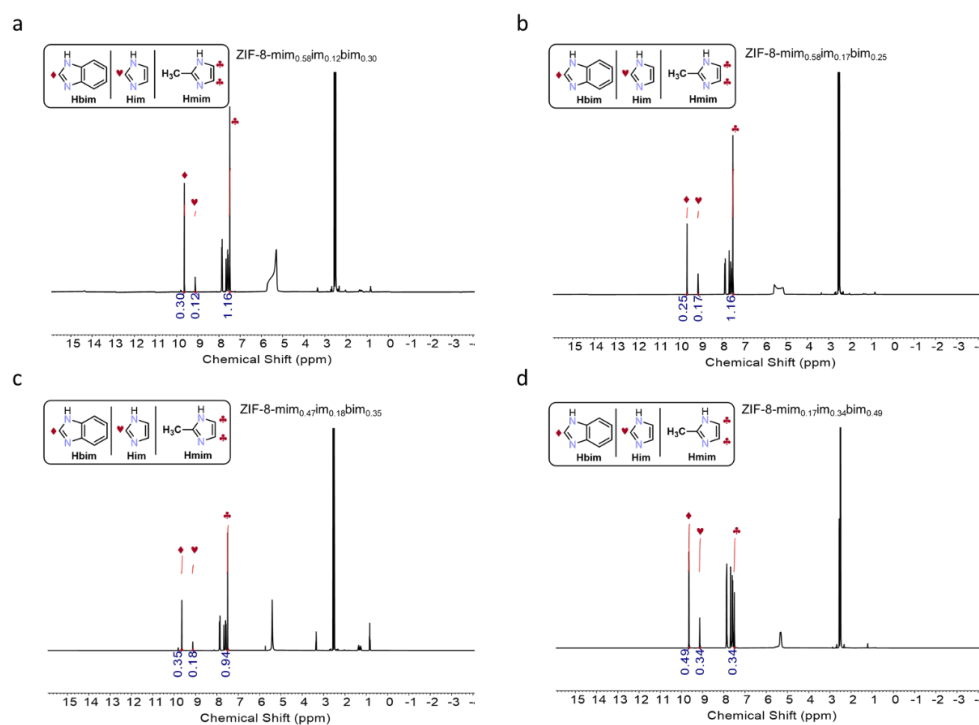 a
ZIF-8-mim0.58im0.12bim0.30
H
N
N
Hbim
H
N
N
Him
H
N
H3C
N
Hmim
0.30
0.12
1.16
15 14 13 12 11 10 9 8 7 6 5 4 3 2 1 0 -1 -2 -3
Chemical Shift (ppm)
b
ZIF-8-mim0.58im0.17bim0.25
H
N
N
Hbim
H
N
N
Him
H
N
H3C
N
Hmim
0.25
0.17
1.16
15 14 13 12 11 10 9 8 7 6 5 4 3 2 1 0 -1 -2 -3 -4
Chemical Shift (ppm)
c
ZIF-8-mim0.47im0.18bim0.35
H
N
N
Hbim
H
N
N
Him
H
N
H3C
N
Hmim
0.35
0.18
0.94
15 14 13 12 11 10 9 8 7 6 5 4 3 2 1 0 -1 -2 -3
Chemical Shift (ppm)
d
ZIF-8-mim0.17im0.34bim0.49
H
N
N
Hbim
H
N
N
Him
H
N
H3C
N
Hmim
0.49
0.34
0.34
15 14 13 12 11 10 9 8 7 6 5 4 3 2 1 0 -1 -2 -3 -4
Chemical Shift (ppm)